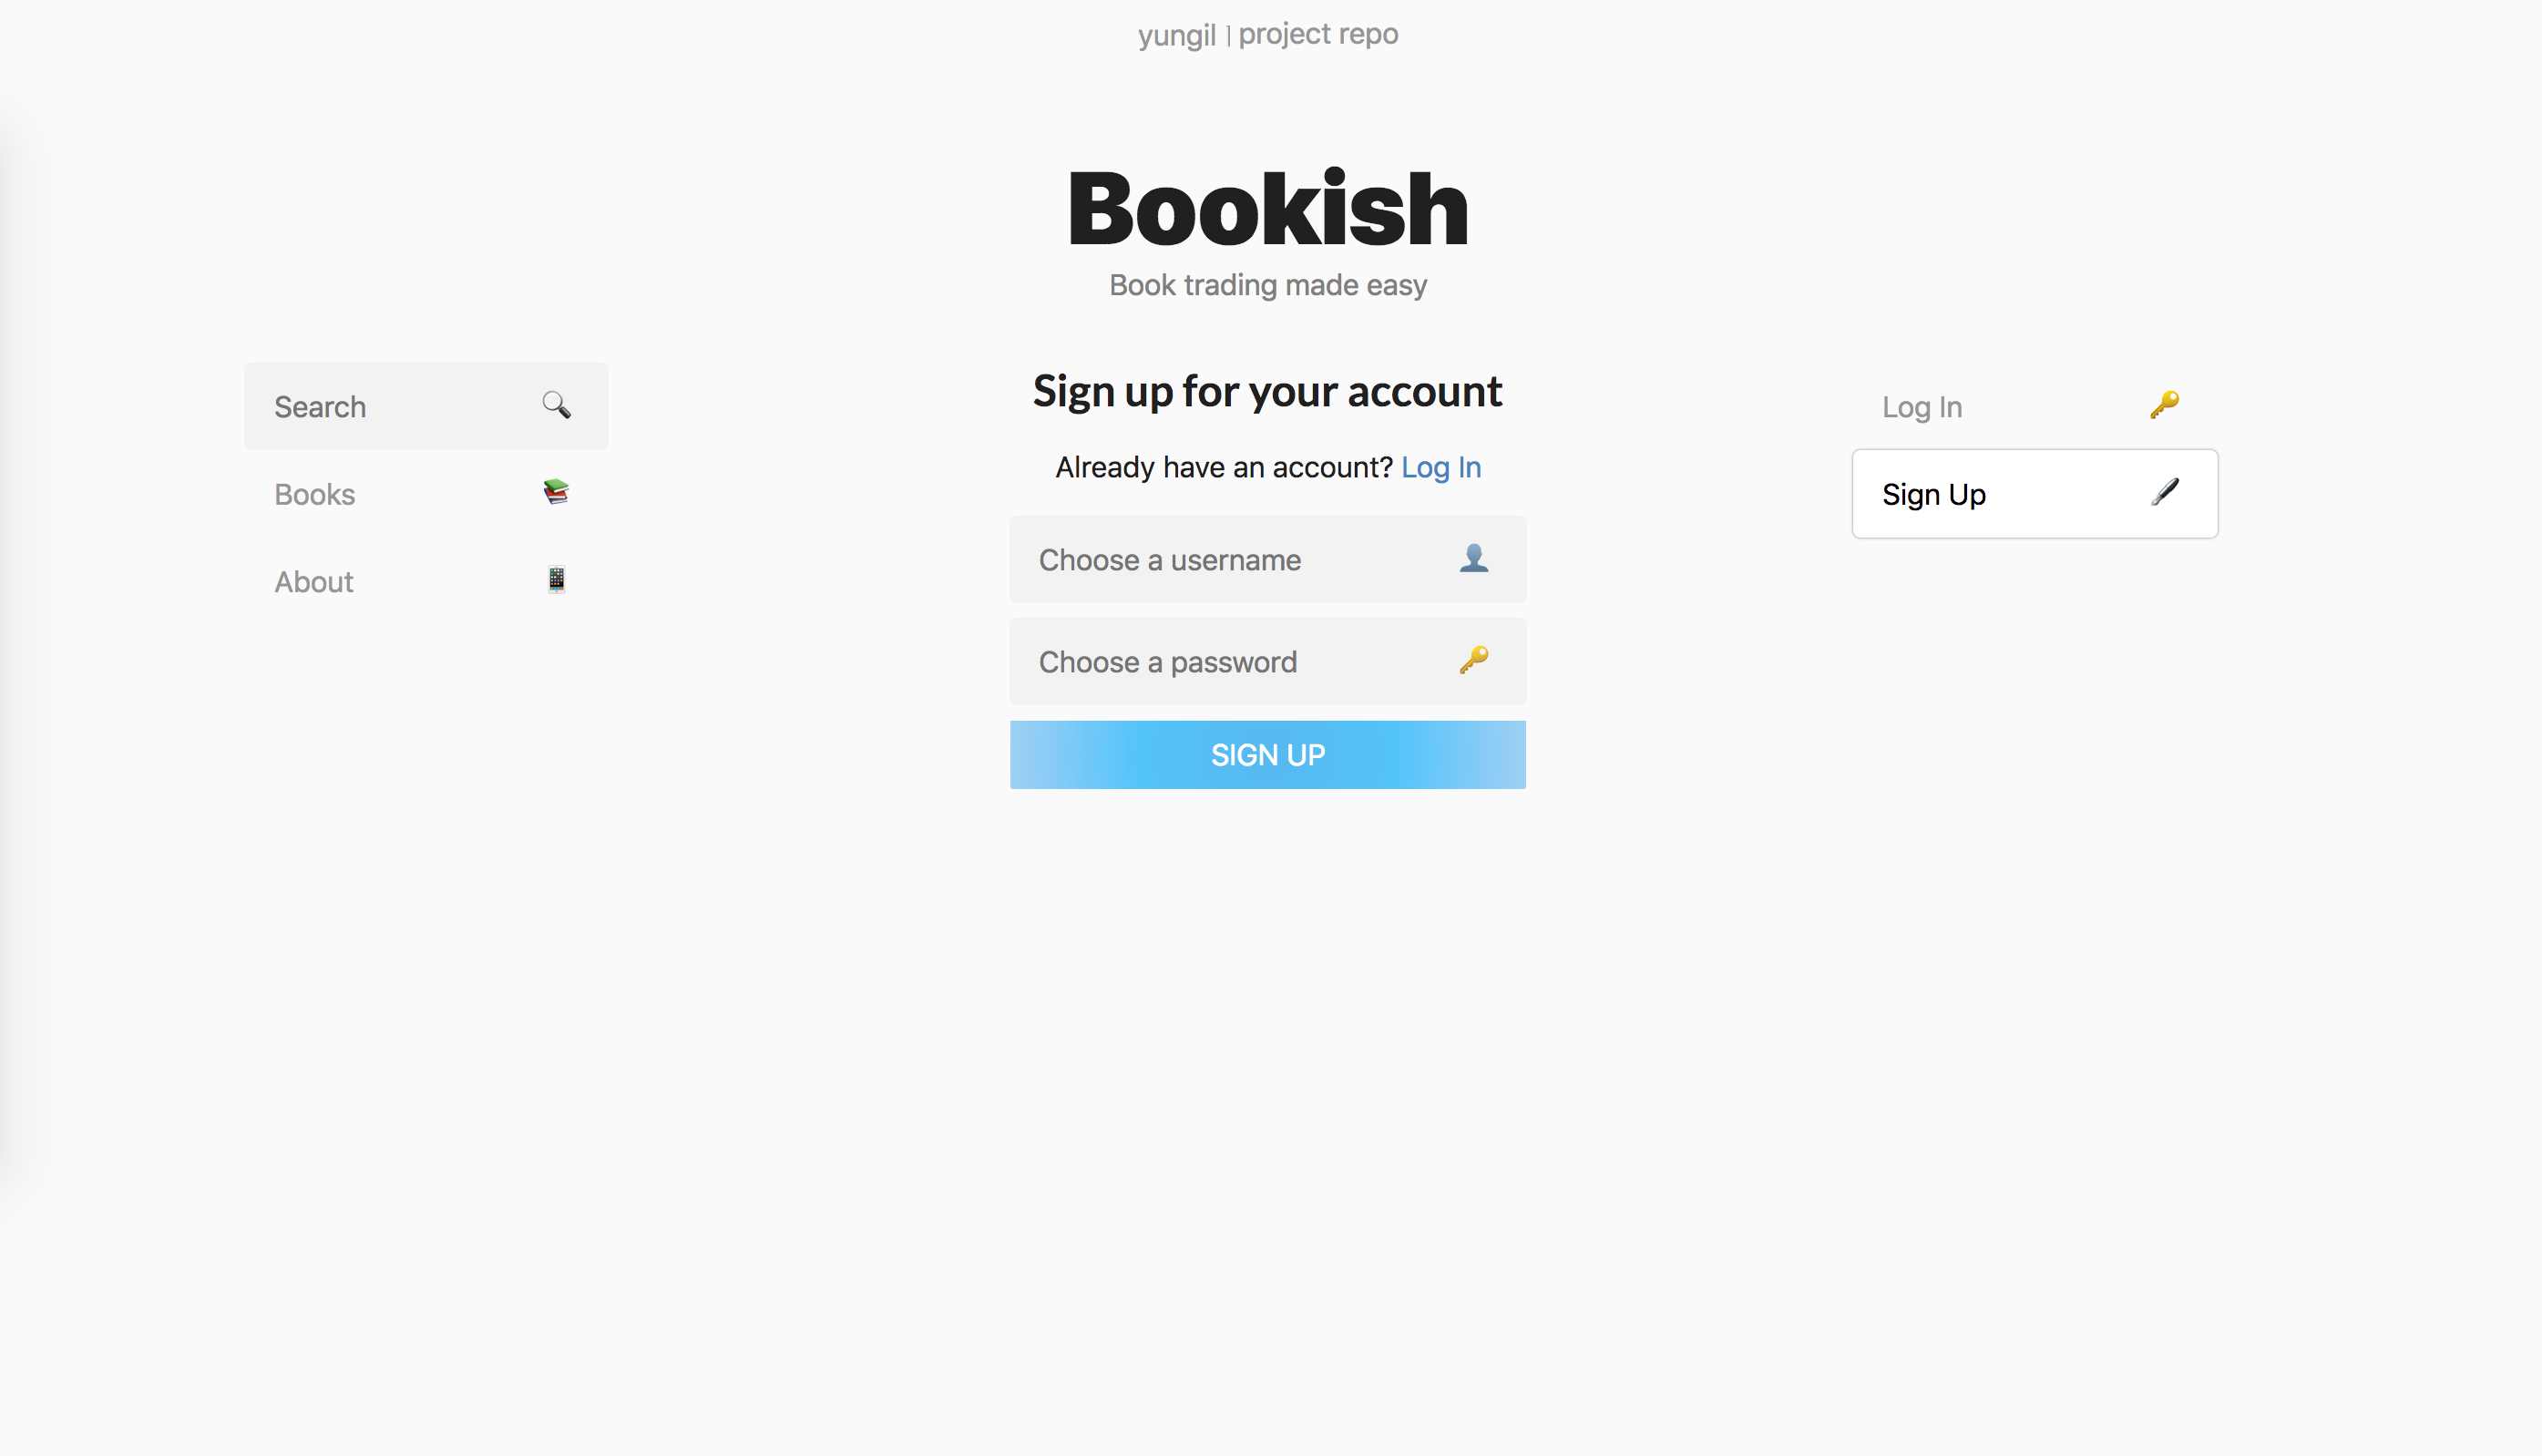 yungil | project repo
Bookish
Book trading made easy
Search
Books
About
Sign up for your account
Already have an account? Log In
Choose a username
Choose a password
SIGN UP
Log In
Sign Up